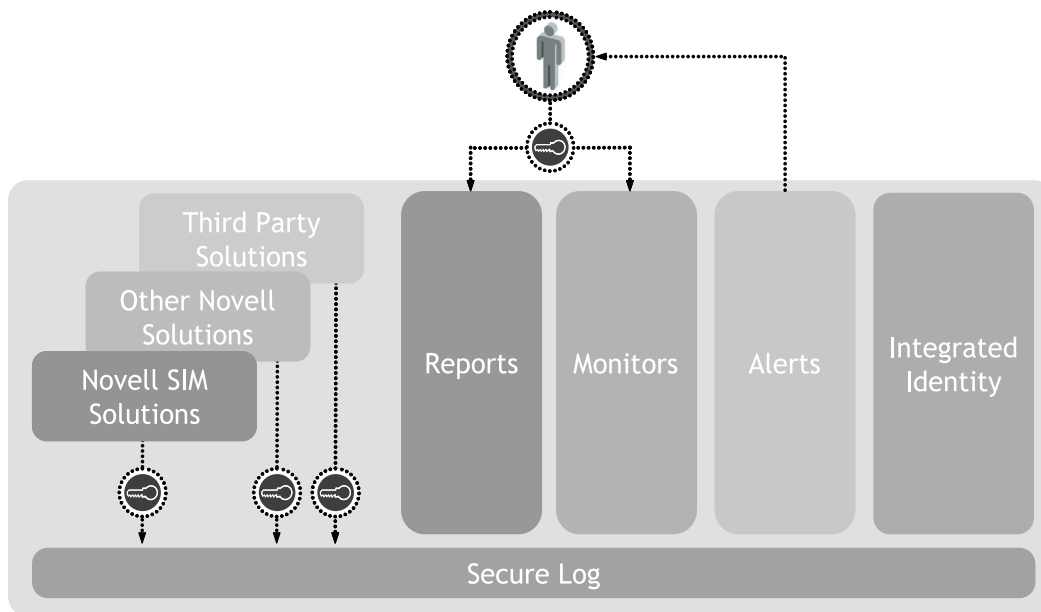 Third Party
Solutions
Other Novell
Solutions
Novell SIM
Solutions
Reports
Monitors
Alerts
Integrated
Identity
Secure Log